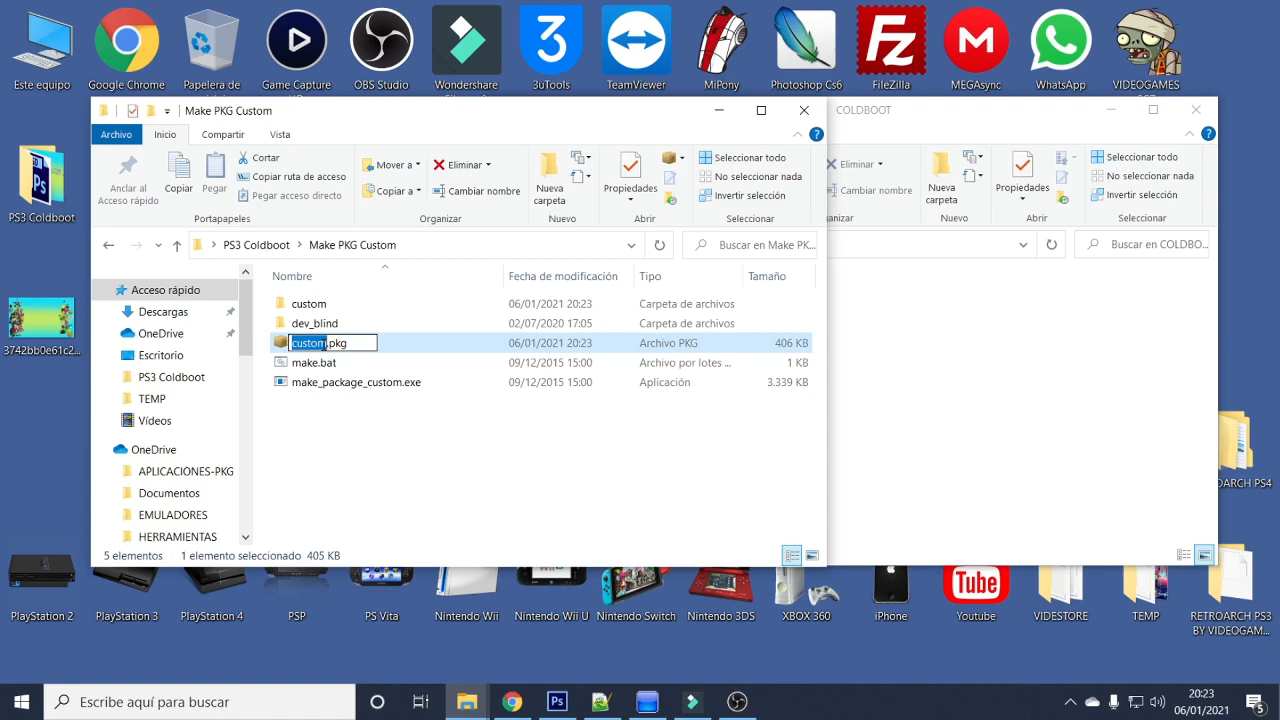 Este equipo
Google Chrome
Papelera de
Game Capture
OBS Studio
Wondershare
3uTools
TeamViewer
MiPony
Photoshop Cs6
FileZilla
MEGAsync
WhatsApp
VIDEOGAMES
PS3 Coldboot
3742bb0e61c2...
Make PKG Custom
Archivo
Inicio
Compartir
Vista
Anclar al
Acceso rápido
Copiar
Pegar
Cortar
Copiar ruta de acceso
Pegar acceso directo
Portapapeles
Mover a
Copiar a
Eliminar
Cambiar nombre
Organizar
Nueva
carpeta
Nuevo
Propiedades
Abrir
Seleccionar todo
No seleccionar nada
Invertir selección
Seleccionar
PS3 Coldboot > Make PKG Custom
Buscar en Make PK...
Nombre
Fecha de modificación
Tipo
Tamaño
custom 06/01/2021 20:23 Carpeta de archivos
dev_blind 02/07/2020 17:05 Carpeta de archivos
custom.pkg 06/01/2021 20:23 Archivo PKG 406 KB
make.bat 09/12/2015 15:00 Archivo por lotes ... 1 KB
make_package_custom.exe 09/12/2015 15:00 Aplicación 3.339 KB
Acceso rápido
Descargas
OneDrive
Escritorio
PS3 Coldboot
TEMP
Vídeos
OneDrive
APLICACIONES-PKG
Documentos
EMULADORES
HERRAMIENTAS
5 elementos
1 elemento seleccionado 405 KB
COLDBOOT
Eliminar
Cambiar nombre
ganizar
Nueva
carpeta
Nuevo
Propiedades
Abrir
Seleccionar todo
No seleccionar nada
Invertir selección
Seleccionar
Buscar en COLDBO...
OARCH PS4
PlayStation 2
PlayStation 3
PlayStation 4
PSP
PS Vita
Nintendo Wii
Nintendo Wii U
Nintendo Switch
Nintendo 3DS
XBOX 360
iPhone
Tube
Youtube
VIDESTORE
TEMP
RETROARCH PS3
BY VIDEOGAM...
Escribe aquí para buscar
20:23
06/01/2021
5